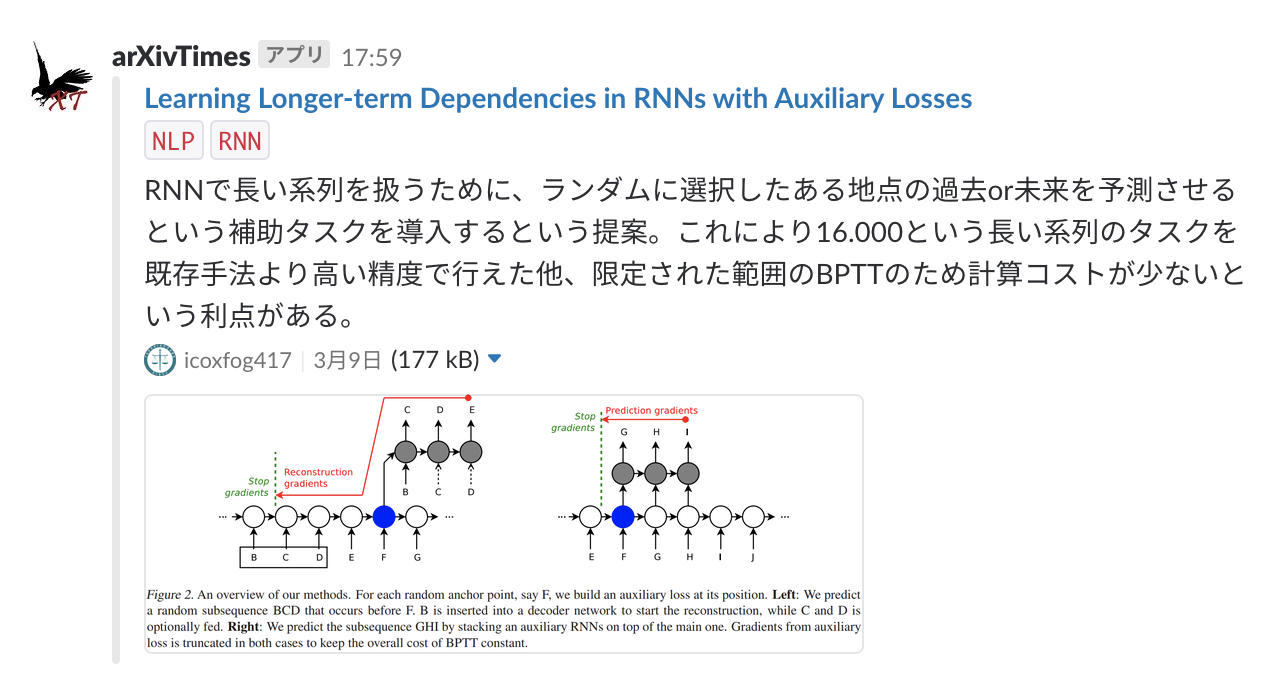 arXivTimes アプリ 17:59
XT
Learning Longer-term Dependencies in RNNs with Auxiliary Losses
NLP RNN
RNNで長い系列を扱うために、ランダムに選択したある地点の過去or未来を予測させる
という補助タスクを導入するという提案。これにより16.000という長い系列のタスクを
既存手法より高い精度で行えた他、限定された範囲のBPTTのため計算コストが少ないと
いう利点がある。
icoxfog417 3月9日 (177 kB)
C D E
Reconstruction
gradients
Stop
gradients
B C D
... ...
B C D E F G
Stop
gradients
Prediction gradients
G H I
... ...
E F G H I J
Figure 2. An overview of our methods. For each random anchor point, say F, we build an auxiliary loss at its position. Left: We predict
a random subsequence BCD that occurs before F. B is inserted into a decoder network to start the reconstruction, while C and D is
optionally fed. Right: We predict the subsequence GHI by stacking an auxiliary RNNs on top of the main one. Gradients from auxiliary
loss is truncated in both cases to keep the overall cost of BPTT constant.